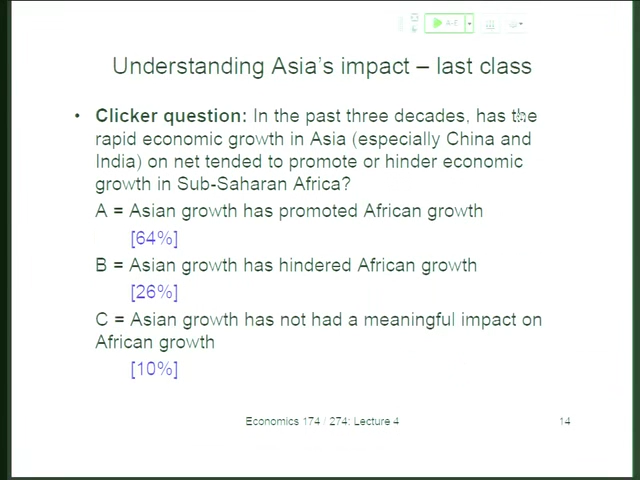 A-E
Understanding Asia's impact – last class
• Clicker question: In the past three decades, has the
rapid economic growth in Asia (especially China and
India) on net tended to promote or hinder economic
growth in Sub-Saharan Africa?
A = Asian growth has promoted African growth
[64%]
B = Asian growth has hindered African growth
[26%]
C = Asian growth has not had a meaningful impact on
African growth
[10%]
Economics 174 / 274: Lecture 4
14